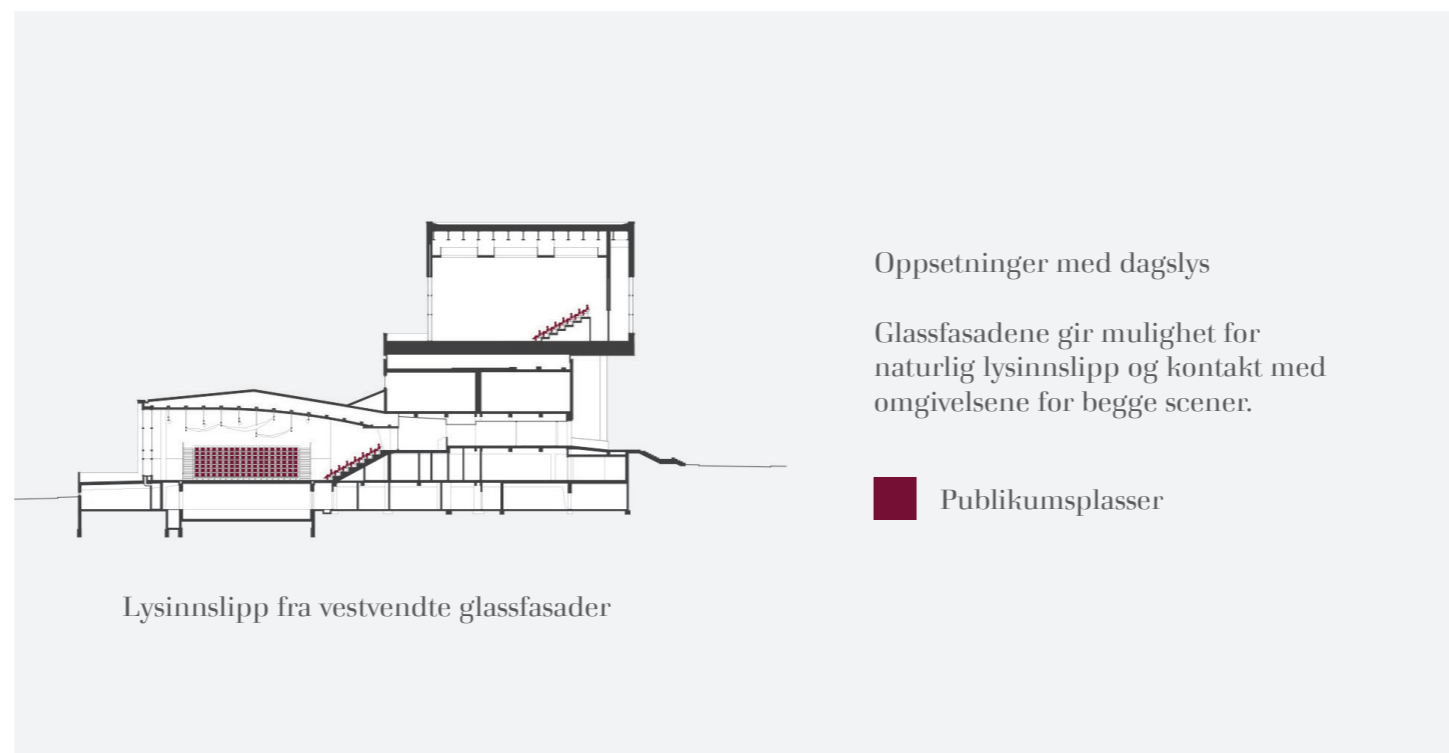 Oppsetninger med dagslys
Glassfasadene gir mulighet for
naturlig lysinnslipp og kontakt med
omgivelsene for begge scener.
Publikumsplasser
Lysinnslipp fra vestvendte glassfasader